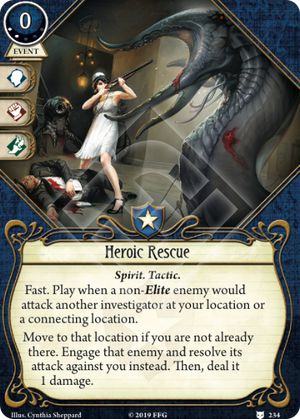 0
EVENT
Heroic Rescue
Spirit. Tactic.
Fast. Play when a non-Elite enemy would
attack another investigator at your location or
a connecting location.
Move to that location if you are not already
there. Engage that enemy and resolve its
attack against you instead. Then, deal it
1 damage.
Illus. Cynthia Sheppard
© 2019 FFG
234